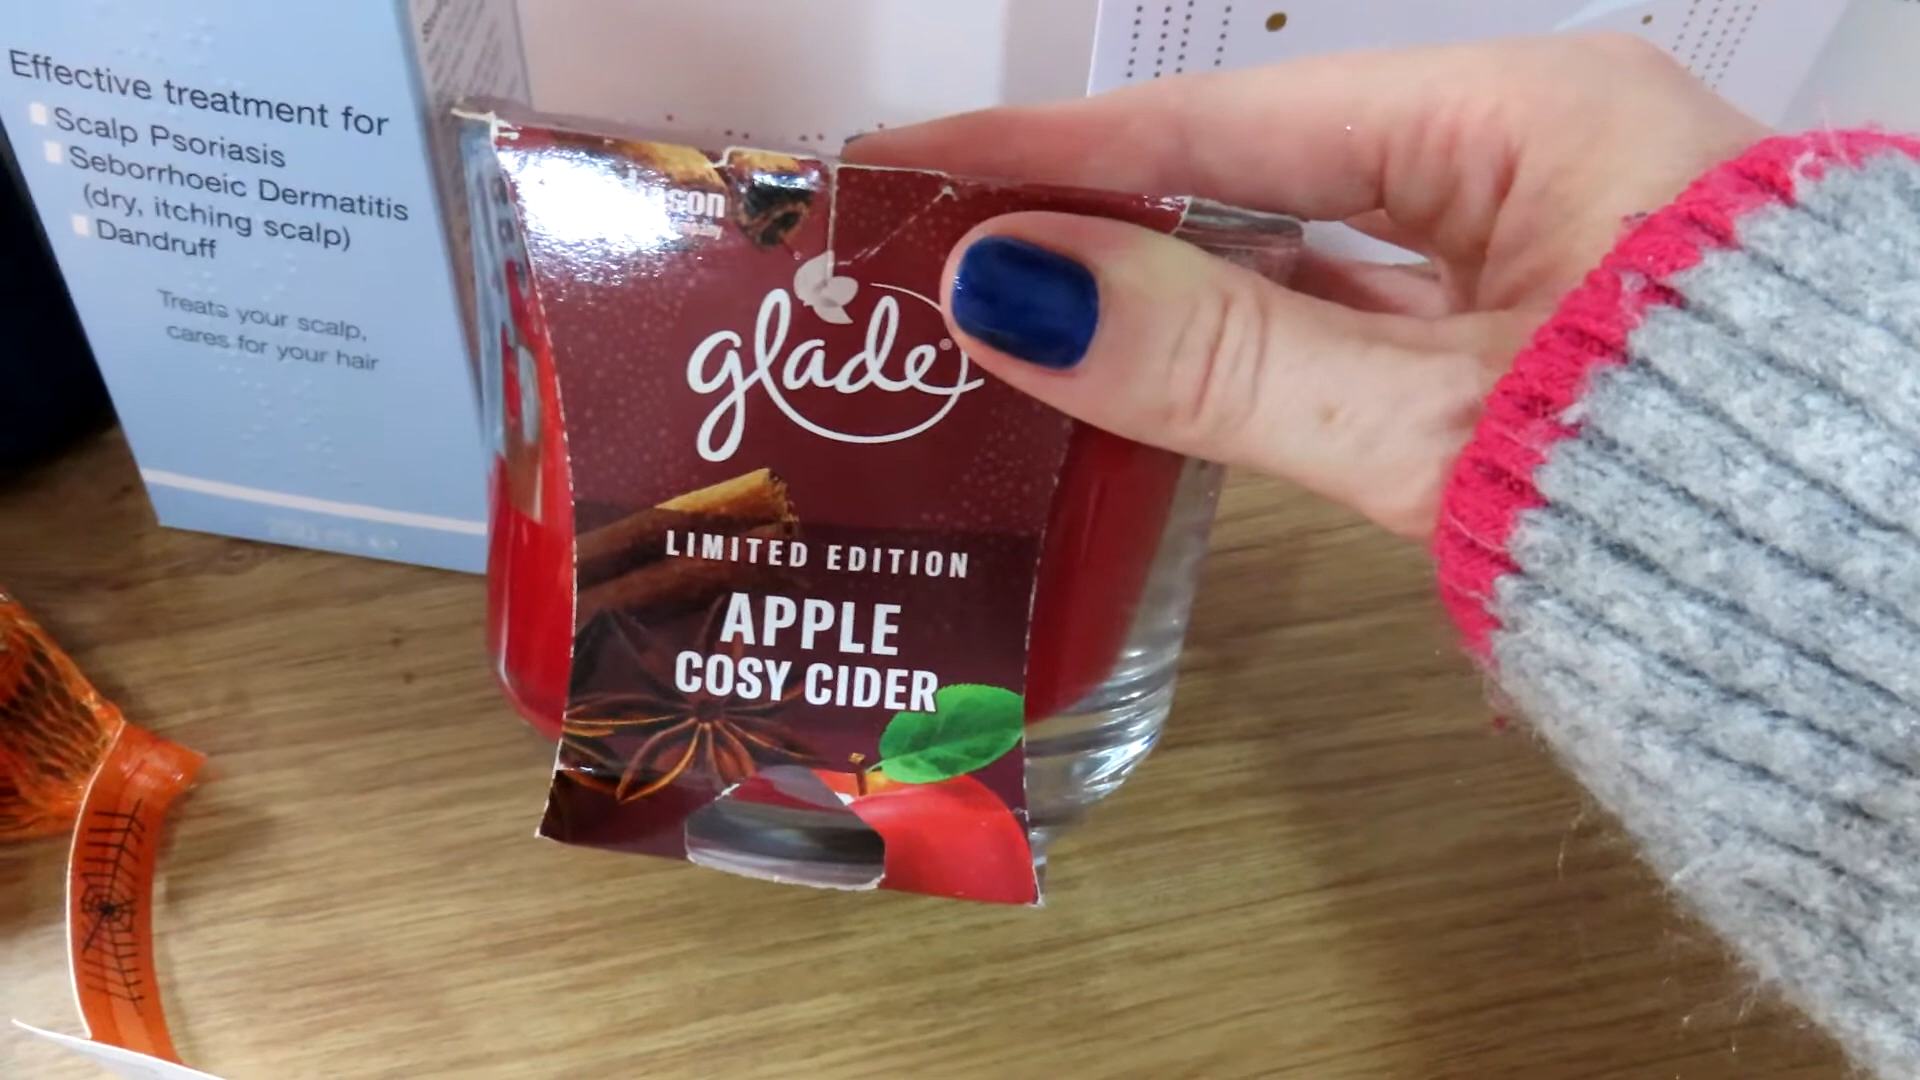 Effective treatment for
Scalp Psoriasis
Seborrhoeic Dermatitis
(dry, itching scalp)
Dandruff
Treats your scalp,
cares for your hair
glade®
LIMITED EDITION
APPLE
COSY CIDER